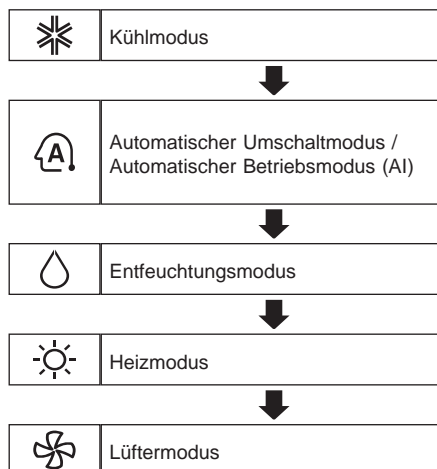 Kühlmodus
A
Automatischer Umschaltmodus /
Automatischer Betriebsmodus (AI)
Entfeuchtungsmodus
Heizmodus
Lüftermodus